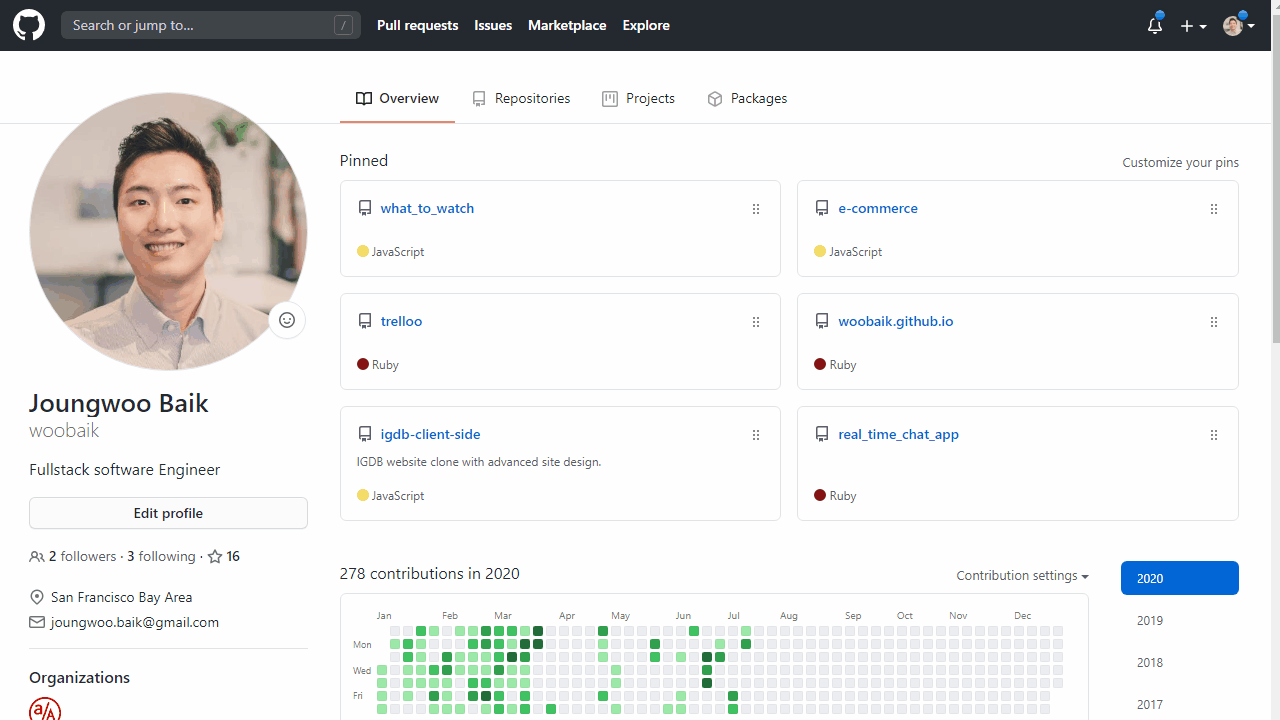 Search or jump to... /
Pull requests Issues Marketplace Explore
Overview Repositories Projects Packages
Joungwoo Baik
woobaik
Fullstack software Engineer
Edit profile
2 followers · 3 following · 16
San Francisco Bay Area
joungwoo.baik@gmail.com
Organizations
a/A
Pinned
Customize your pins
what_to_watch
JavaScript
e-commerce
JavaScript
trelloo
Ruby
woobaik.github.io
Ruby
igdb-client-side
IGDB website clone with advanced site design.
JavaScript
real_time_chat_app
Ruby
278 contributions in 2020
Contribution settings
Jan Feb Mar Apr May Jun Jul Aug Sep Oct Nov Dec
Mon
Wed
Fri
2020
2019
2018
2017